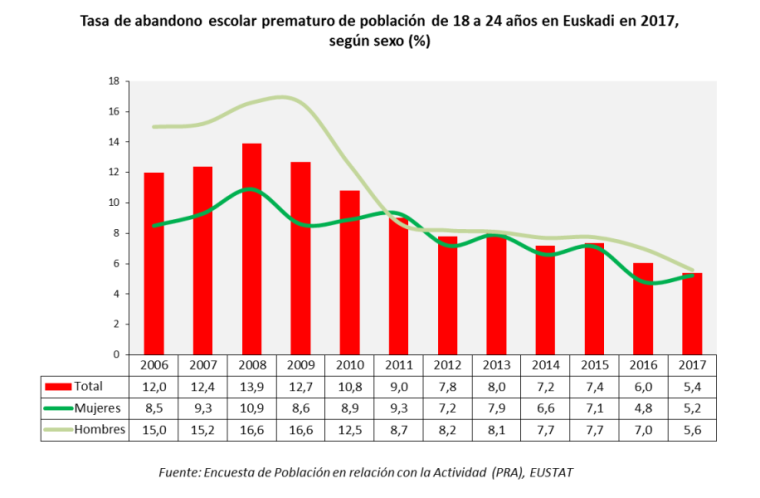 Tasa de abandono escolar prematuro de población de 18 a 24 años en Euskadi en 2017,
según sexo (%)
18
16
14
12
10
8
6
4
2
0
2006 2007 2008 2009 2010 2011 2012 2013 2014 2015 2016 2017
Total 12,0 12,4 13,9 12,7 10,8 9,0 7,8 8,0 7,2 7,4 6,0 5,4
Mujeres 8,5 9,3 10,9 8,6 8,9 9,3 7,2 7,9 6,6 7,1 4,8 5,2
Hombres 15,0 15,2 16,6 16,6 12,5 8,7 8,2 8,1 7,7 7,7 7,0 5,6
Fuente: Encuesta de Población en relación con la Actividad (PRA), EUSTAT